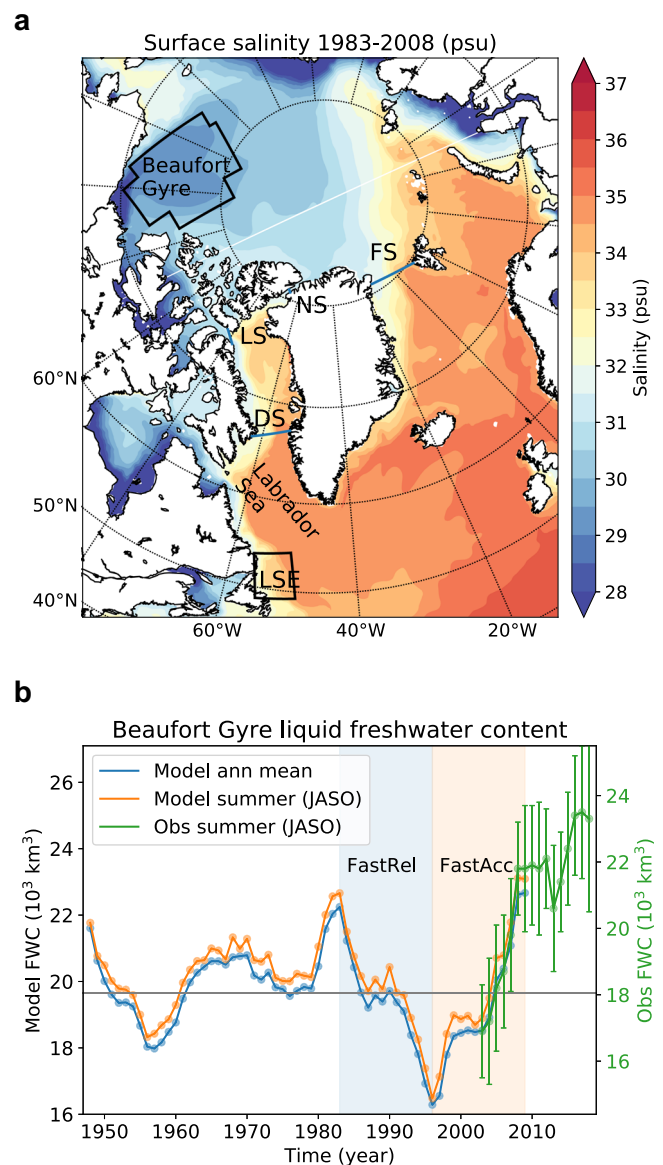 a
Surface salinity 1983-2008 (psu)
Beaufort
Gyre
FS
NS
LS
DS
Labrador
Sea
LSE
60°N
50°N
40°N
60°W
40°W
20°W
37
36
35
34
33
32
31
30
29
28
Salinity (psu)
b
Beaufort Gyre liquid freshwater content
Model ann mean
Model summer (JASO)
Obs summer (JASO)
FastRel
FastAcc
26
24
22
20
18
16
Model FWC (10³ km³)
24
22
20
18
16
Obs FWC (10³ km³)
1950
1960
1970
1980
1990
2000
2010
Time (year)